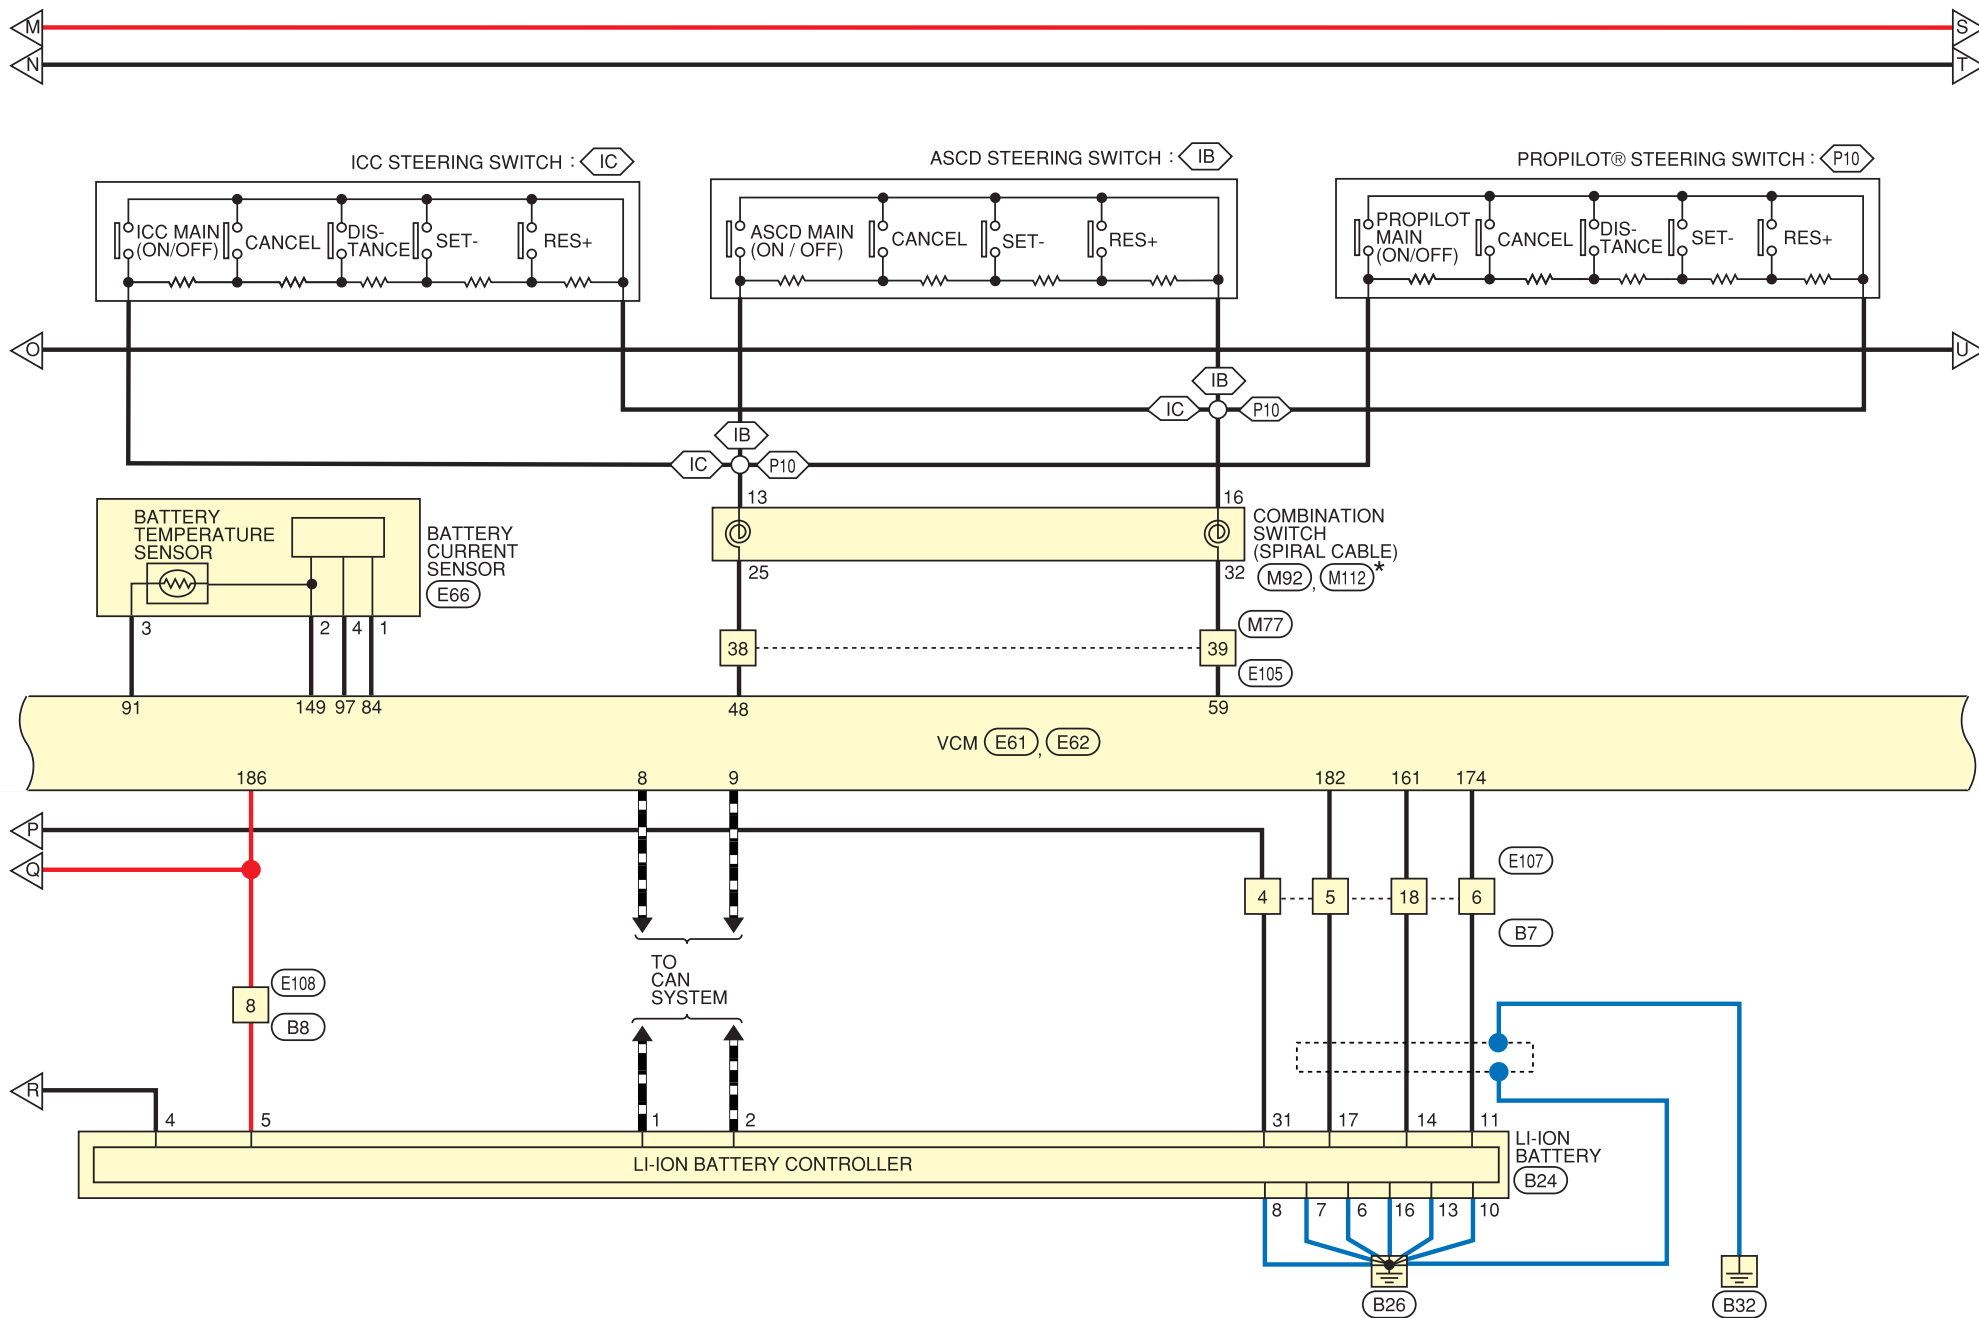 M
S
N
T
ICC STEERING SWITCH : IC
ASCD STEERING SWITCH : IB
PROPILOT® STEERING SWITCH : P10
ICC MAIN
(ON/OFF)
CANCEL
DIS-
TANCE
SET-
RES+
ASCD MAIN
(ON / OFF)
CANCEL
SET-
RES+
PROPILOT
MAIN
(ON/OFF)
CANCEL
DIS-
TANCE
SET-
RES+
O
U
IB
IC
P10
IB
IC
P10
13
16
BATTERY
TEMPERATURE
SENSOR
BATTERY
CURRENT
SENSOR
E66
COMBINATION
SWITCH
(SPIRAL CABLE)
M92 , M112 *
25
32
3
2
4
1
38
39
M77
E105
91
149
97
84
48
59
VCM E61 , E62
186
8
9
182
161
174
P
Q
E107
4
5
18
6
B7
TO
CAN
SYSTEM
E108
8
B8
R
4
5
1
2
31
17
14
11
LI-ION BATTERY CONTROLLER
LI-ION
BATTERY
B24
8
7
6
16
13
10
B26
B32